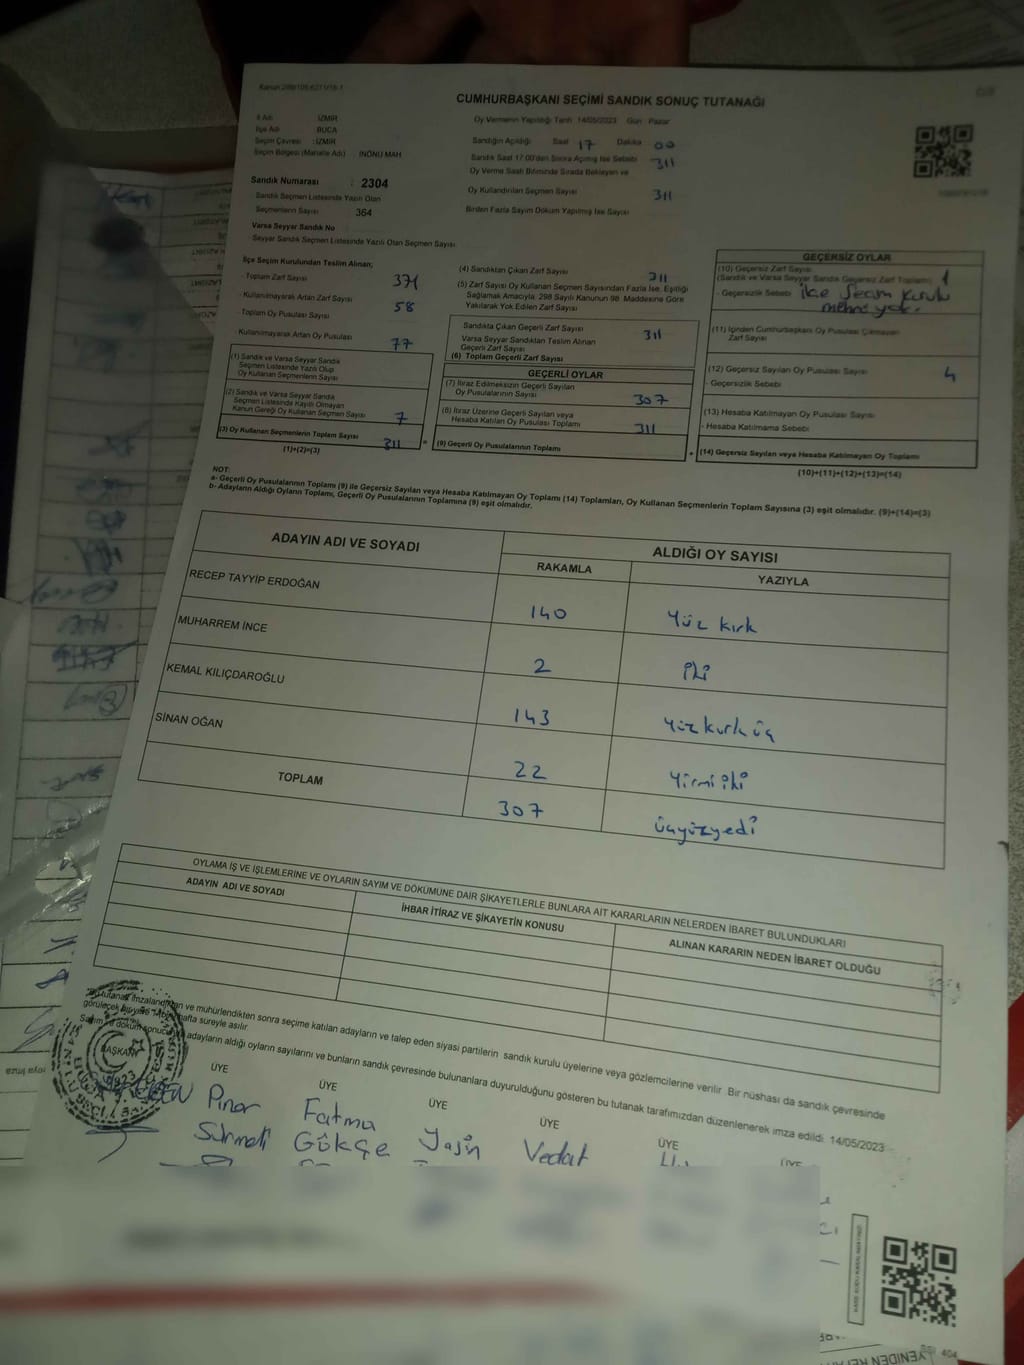 Kanun:298/105-6271/16-1
CUMHURBAŞKANI SEÇİMİ SANDIK SONUÇ TUTANAĞI
İl Adı : İZMİR
İlçe Adı : BUCA
Seçim Çevresi : İZMİR
Seçim Bölgesi (Mahalle Adı) İNÖNÜ MAH
Sandık Numarası : 2304
Sandık Seçmen Listesinde Yazılı Olan
Seçmenlerin Sayısı 364
Varsa Seyyar Sandık No
Seyyar Sandık Seçmen Listesinde Yazılı Olan Seçmen Sayısı
Oy Vermenin Yapıldığı Tarih 14/05/2023 Gün : Pazar
Sandığın Açıldığı Saat 17 Dakika 00
Sandık Saat 17:00'dan Sonra Açılmış İse Sebebi 311
Oy Verme Saati Bitiminde Sırada Bekleyen ve
Oy Kullandırılan Seçmen Sayısı 311
Birden Fazla Sayım Döküm Yapılmış İse Sayısı
İlçe Seçim Kurulundan Teslim Alınan;
- Toplam Zarf Sayısı 371
- Kullanılmayarak Artan Zarf Sayısı 58
- Toplam Oy Pusulası Sayısı
- Kullanılmayarak Artan Oy Pusulası 77
(1) Sandık ve Varsa Seyyar Sandık
Seçmen Listesinde Yazılı Olup
Oy Kullanan Seçmenlerin Sayısı
(2) Sandık ve Varsa Seyyar Sandık
Seçmen Listesinde Kayıtlı Olmayan
Kanun Gereği Oy Kullanan Seçmen Sayısı 7
(3) Oy Kullanan Seçmenlerin Toplam Sayısı 311
(1)+(2)=(3)
(4) Sandıktan Çıkan Zarf Sayısı 311
(5) Zarf Sayısı Oy Kullanan Seçmen Sayısından Fazla İse, Eşitliği
Sağlamak Amacıyla, 298 Sayılı Kanunun 98. Maddesine Göre
Yakılarak Yok Edilen Zarf Sayısı
Sandıkta Çıkan Geçerli Zarf Sayısı 311
Varsa Seyyar Sandıktan Teslim Alınan
Geçerli Zarf Sayısı
(6) Toplam Geçerli Zarf Sayısı
GEÇERLİ OYLAR
(7) İtiraz Edilmeksizin Geçerli Sayılan
Oy Pusulalarının Sayısı 307
(8) İtiraz Üzerine Geçerli Sayılan veya
Hesaba Katılan Oy Pusulası Toplamı 311
= (9) Geçerli Oy Pusulalarının Toplamı
GEÇERSİZ OYLAR
(10) Geçersiz Zarf Sayısı
(Sandık ve Varsa Seyyar Sandık Geçersiz Zarf Toplamı) 1
- Geçersizlik Sebebi ilçe Seçim Kurulu
mührü yok.
(11) İçinden Cumhurbaşkanı Oy Pusulası Çıkmayan
Zarf Sayısı
(12) Geçersiz Sayılan Oy Pusulası Sayısı 4
- Geçersizlik Sebebi
(13) Hesaba Katılmayan Oy Pusulası Sayısı
- Hesaba Katılmama Sebebi
+ (14) Geçersiz Sayılan veya Hesaba Katılmayan Oy Toplamı
(10)+(11)+(12)+(13)=(14)
NOT:
a- Geçerli Oy Pusulalarının Toplamı (9) ile Geçersiz Sayılan veya Hesaba Katılmayan Oy Toplamı (14) Toplamları, Oy Kullanan Seçmenlerin Toplam Sayısına (3) eşit olmalıdır. (9)+(14)=(3)
b- Adayların Aldığı Oyların Toplamı, Geçerli Oy Pusulalarının Toplamına (9) eşit olmalıdır.
ADAYIN ADI VE SOYADI ALDIĞI OY SAYISI
RAKAMLA YAZIYLA
RECEP TAYYİP ERDOĞAN 140 Yüz kırk
MUHARREM İNCE 2 iki
KEMAL KILIÇDAROĞLU 143 Yüz kırk üç
SİNAN OĞAN 22 Yirmi iki
TOPLAM 307 üçyüzyedi
OYLAMA İŞ VE İŞLEMLERİNE VE OYLARIN SAYIM VE DÖKÜMÜNE DAİR ŞİKAYETLERLE BUNLARA AİT KARARLARIN NELERDEN İBARET BULUNDUKLARI
ADAYIN ADI VE SOYADI İHBAR İTİRAZ VE ŞİKAYETİN KONUSU ALINAN KARARIN NEDEN İBARET OLDUĞU
tutanak imzalandıktan ve mühürlendikten sonra seçime katılan adayların ve talep eden siyasi partilerin sandık kurulu üyelerine veya gözlemcilerine verilir. Bir nüshası da sandık çevresinde
görülecek bir yere hafta süreyle asılır.
Sayım ve döküm sonucu adayların aldığı oyların sayılarını ve bunların sandık çevresinde bulunanlara duyurulduğunu gösteren bu tutanak tarafımızdan düzenlenerek imza edildi. 14/05/2023
BAŞKAN ÜYE ÜYE ÜYE ÜYE ÜYE ÜYE
Pınar Fatma Yasin Vedat
Gökçe
YENİDEN
404